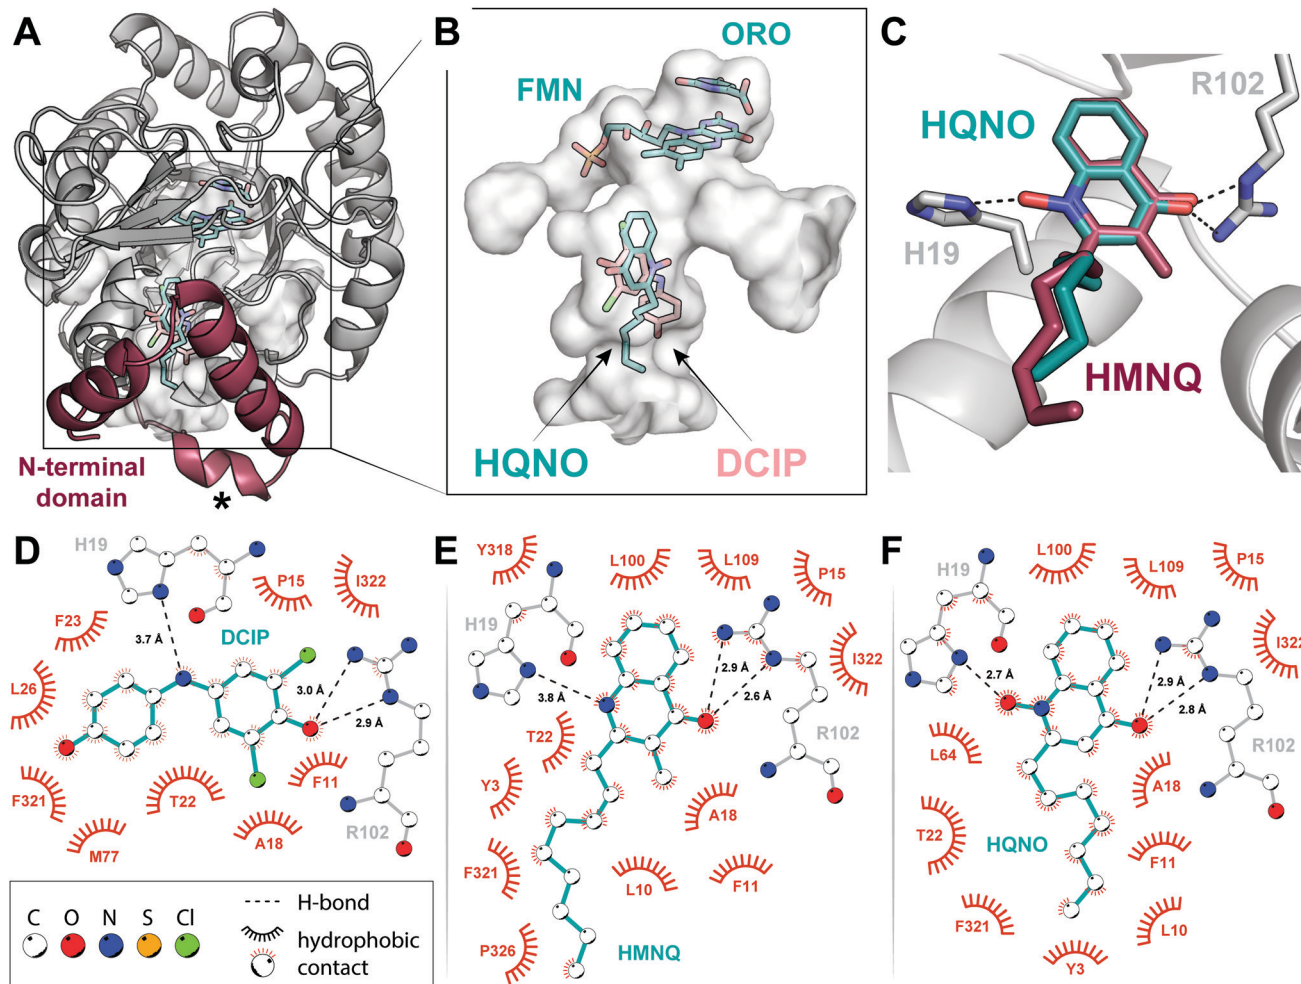 A
N-terminal
domain
*
B
ORO
FMN
HQNO
DCIP
C
R102
HQNO
H19
HMNQ
D
H19
P15
I322
F23
3.7 Å
DCIP
L26
3.0 Å
2.9 Å
F321
T22
F11
M77
A18
R102
C O N S Cl
H-bond
hydrophobic
contact
E
Y318
L100
L109
P15
H19
2.9 Å
I322
3.8 Å
2.6 Å
T22
R102
Y3
A18
F321
L10
F11
P326
HMNQ
F
L100
L109
P15
H19
I322
2.7 Å
2.9 Å
2.8 Å
L64
R102
A18
T22
HQNO
F11
F321
L10
Y3